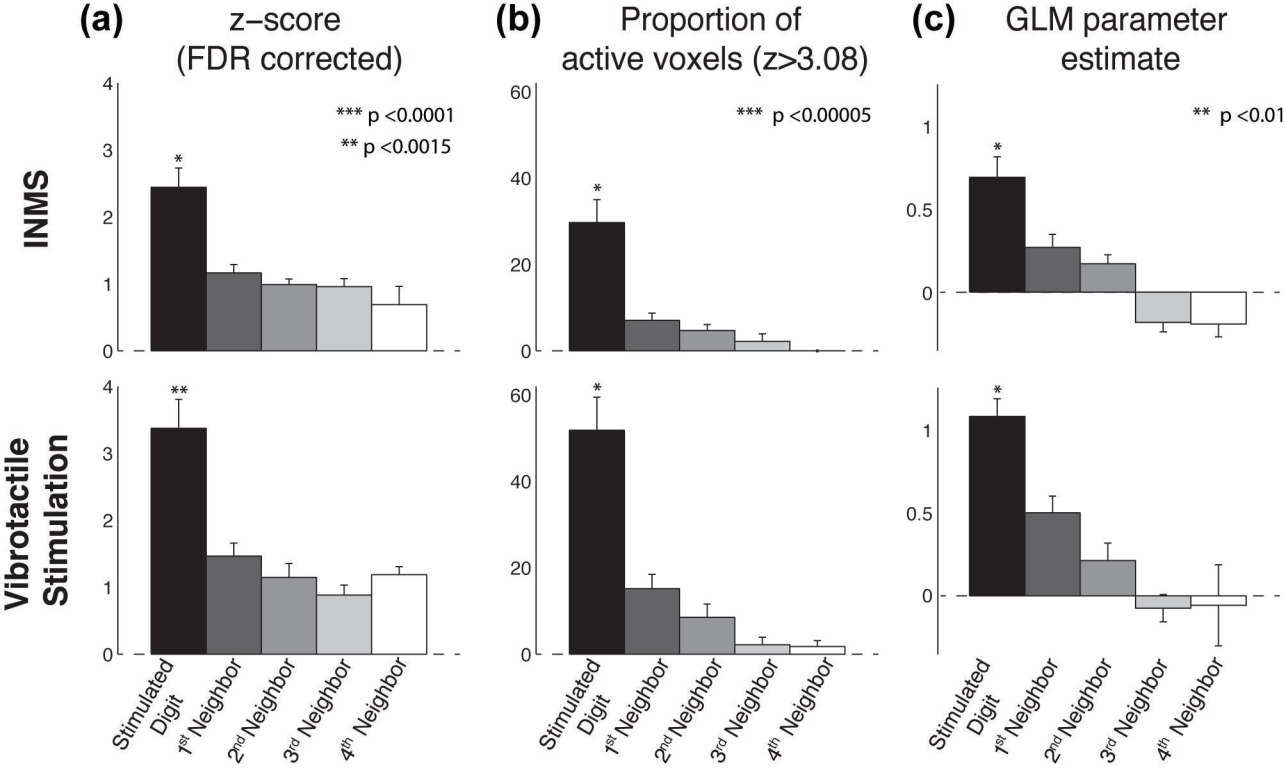 (a) z−score
(FDR corrected)
(b) Proportion of
active voxels (z>3.08)
(c) GLM parameter
estimate
INMS
4
3
2
1
0
*
*** p <0.0001
** p <0.0015
60
40
20
0
*
*** p <0.00005
1
0.5
0
*
** p <0.01
Vibrotactile
Stimulation
4
3
2
1
0
**
60
40
20
0
*
1
0.5
0
*
Stimulated
Digit
1st Neighbor
2nd Neighbor
3rd Neighbor
4th Neighbor
Stimulated
Digit
1st Neighbor
2nd Neighbor
3rd Neighbor
4th Neighbor
Stimulated
Digit
1st Neighbor
2nd Neighbor
3rd Neighbor
4th Neighbor